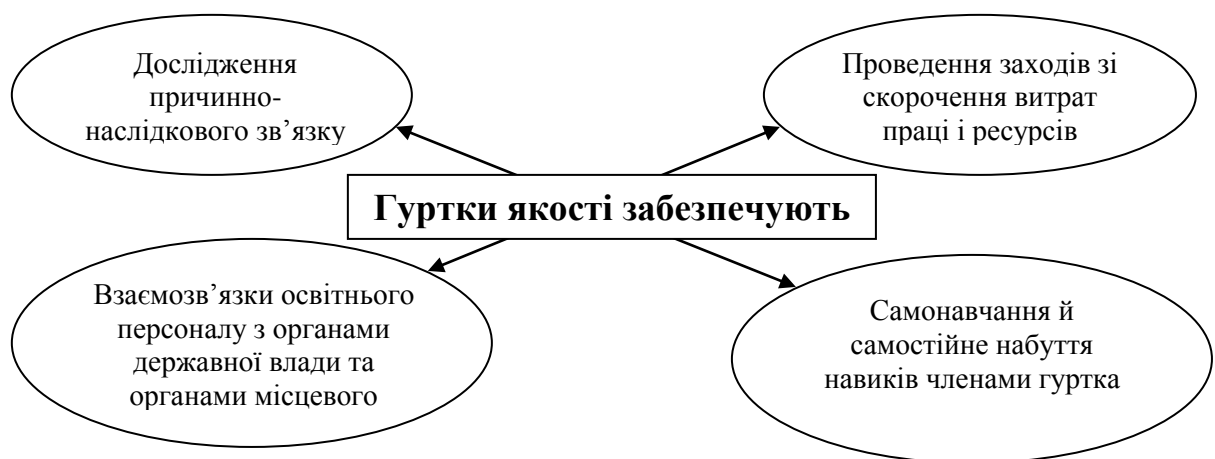 Дослідження
причинно-
наслідкового зв’язку
Проведення заходів зі
скорочення витрат
праці і ресурсів
Гуртки якості забезпечують
Взаємозв’язки освітнього
персоналу з органами
державної влади та
органами місцевого
Самонавчання й
самостійне набуття
навиків членами гуртка